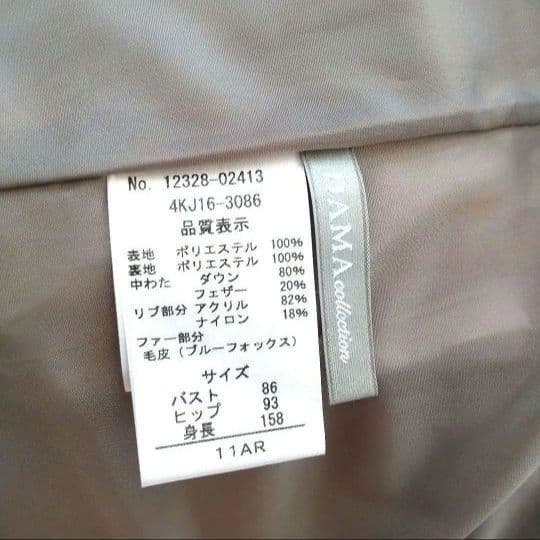 No. 12328-02413
4KJ16-3086
品質表示
表地 ポリエステル 100%
裏地 ポリエステル 100%
中わた ダウン 80%
フェザー 20%
リブ部分 アクリル 82%
ナイロン 18%
ファー部分
毛皮（ブルーフォックス）
サイズ
バスト 86
ヒップ 93
身長 158
11AR
DAMA collection